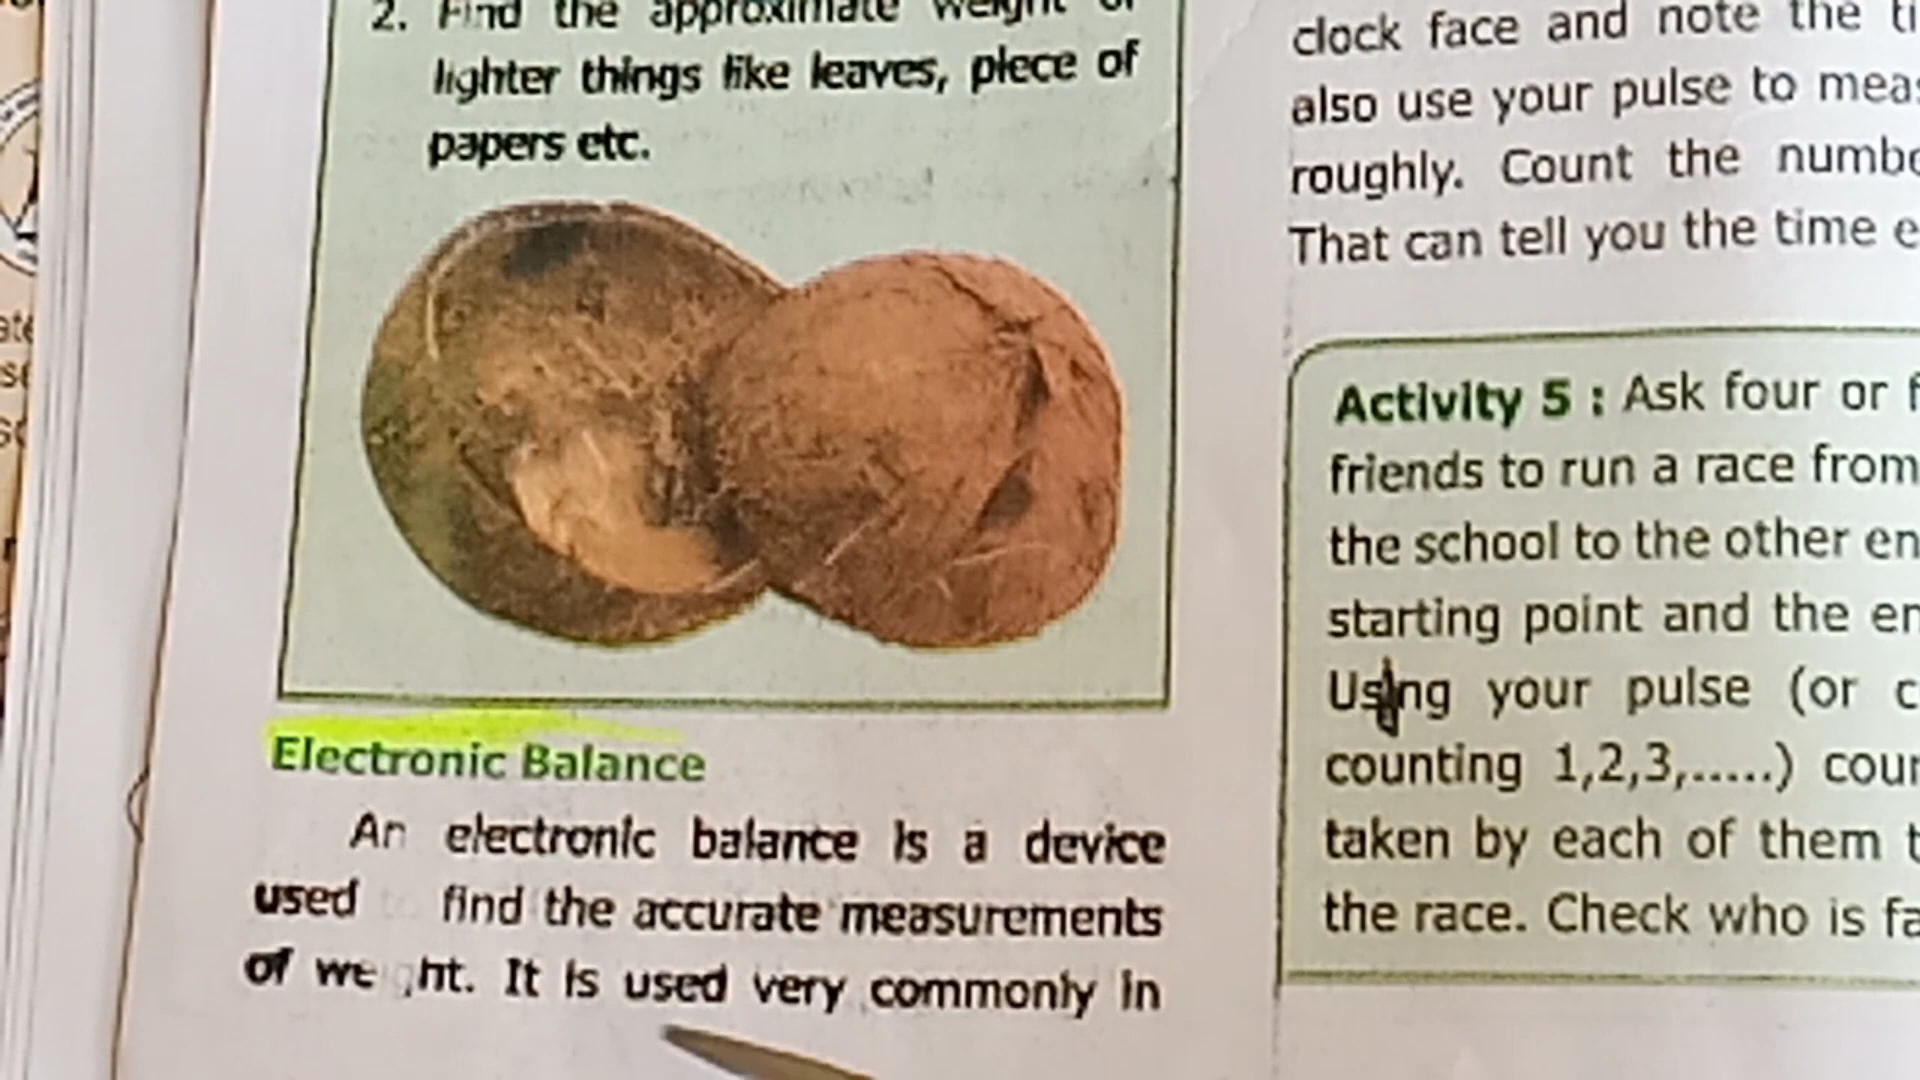 2. Find the approximate weight of
lighter things like leaves, piece of
papers etc.
Electronic Balance
An electronic balance is a device
used to find the accurate measurements
of weight. It is used very commonly in
clock face and note the
also use your pulse to
roughly. Count the
That can tell you the time
Activity 5 : Ask four or
friends to run a race from
the school to the other
starting point and the
Using your pulse (or
counting 1,2,3,.....)
taken by each of them
the race. Check who is